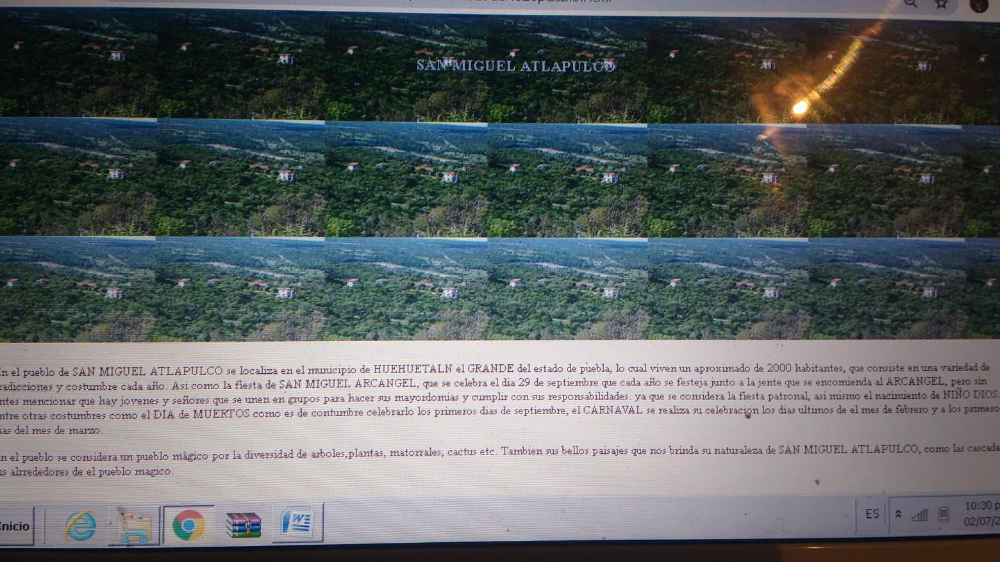 SAN MIGUEL ATLAPULCO
n el pueblo de SAN MIGUEL ATLAPULCO se localiza en el municipio de HUEHUETALN el GRANDE del estado de puebla, lo cual viven un aproximado de 2000 habitantes, que consiste en una variedad de
radicciones y costumbre cada año. Asi como la fiesta de SAN MIGUEL ARCANGEL, que se celebra el dia 29 de septiembre que cada año se festeja junto a la jente que se encomienda al ARCANGEL, pero sin
ntes mencionar que hay jovenes y señores que se unen en grupos para hacer sus mayordomias y cumplir con sus responsabilidades. ya que se considera la fiesta patronal, asi mismo el nacimiento de NIÑO DIOS.
ntre otras costumbres como el DIA de MUERTOS como es de contumbre celebrarlo los primeros dias de septiembre, el CARNAVAL se realiza su celebracion los dias ultimos de el mes de febrero y a los primero
ias del mes de marzo.
n el pueblo se considera un pueblo màgico por la diversidad de arboles,plantas, matorrales, cactus etc. Tambien sus bellos paisajes que nos brinda su naturaleza de SAN MIGUEL ATLAPULCO, como las cascada
us alrrededores de el pueblo magico.
Inicio
ES
10:30 p
02/07/2